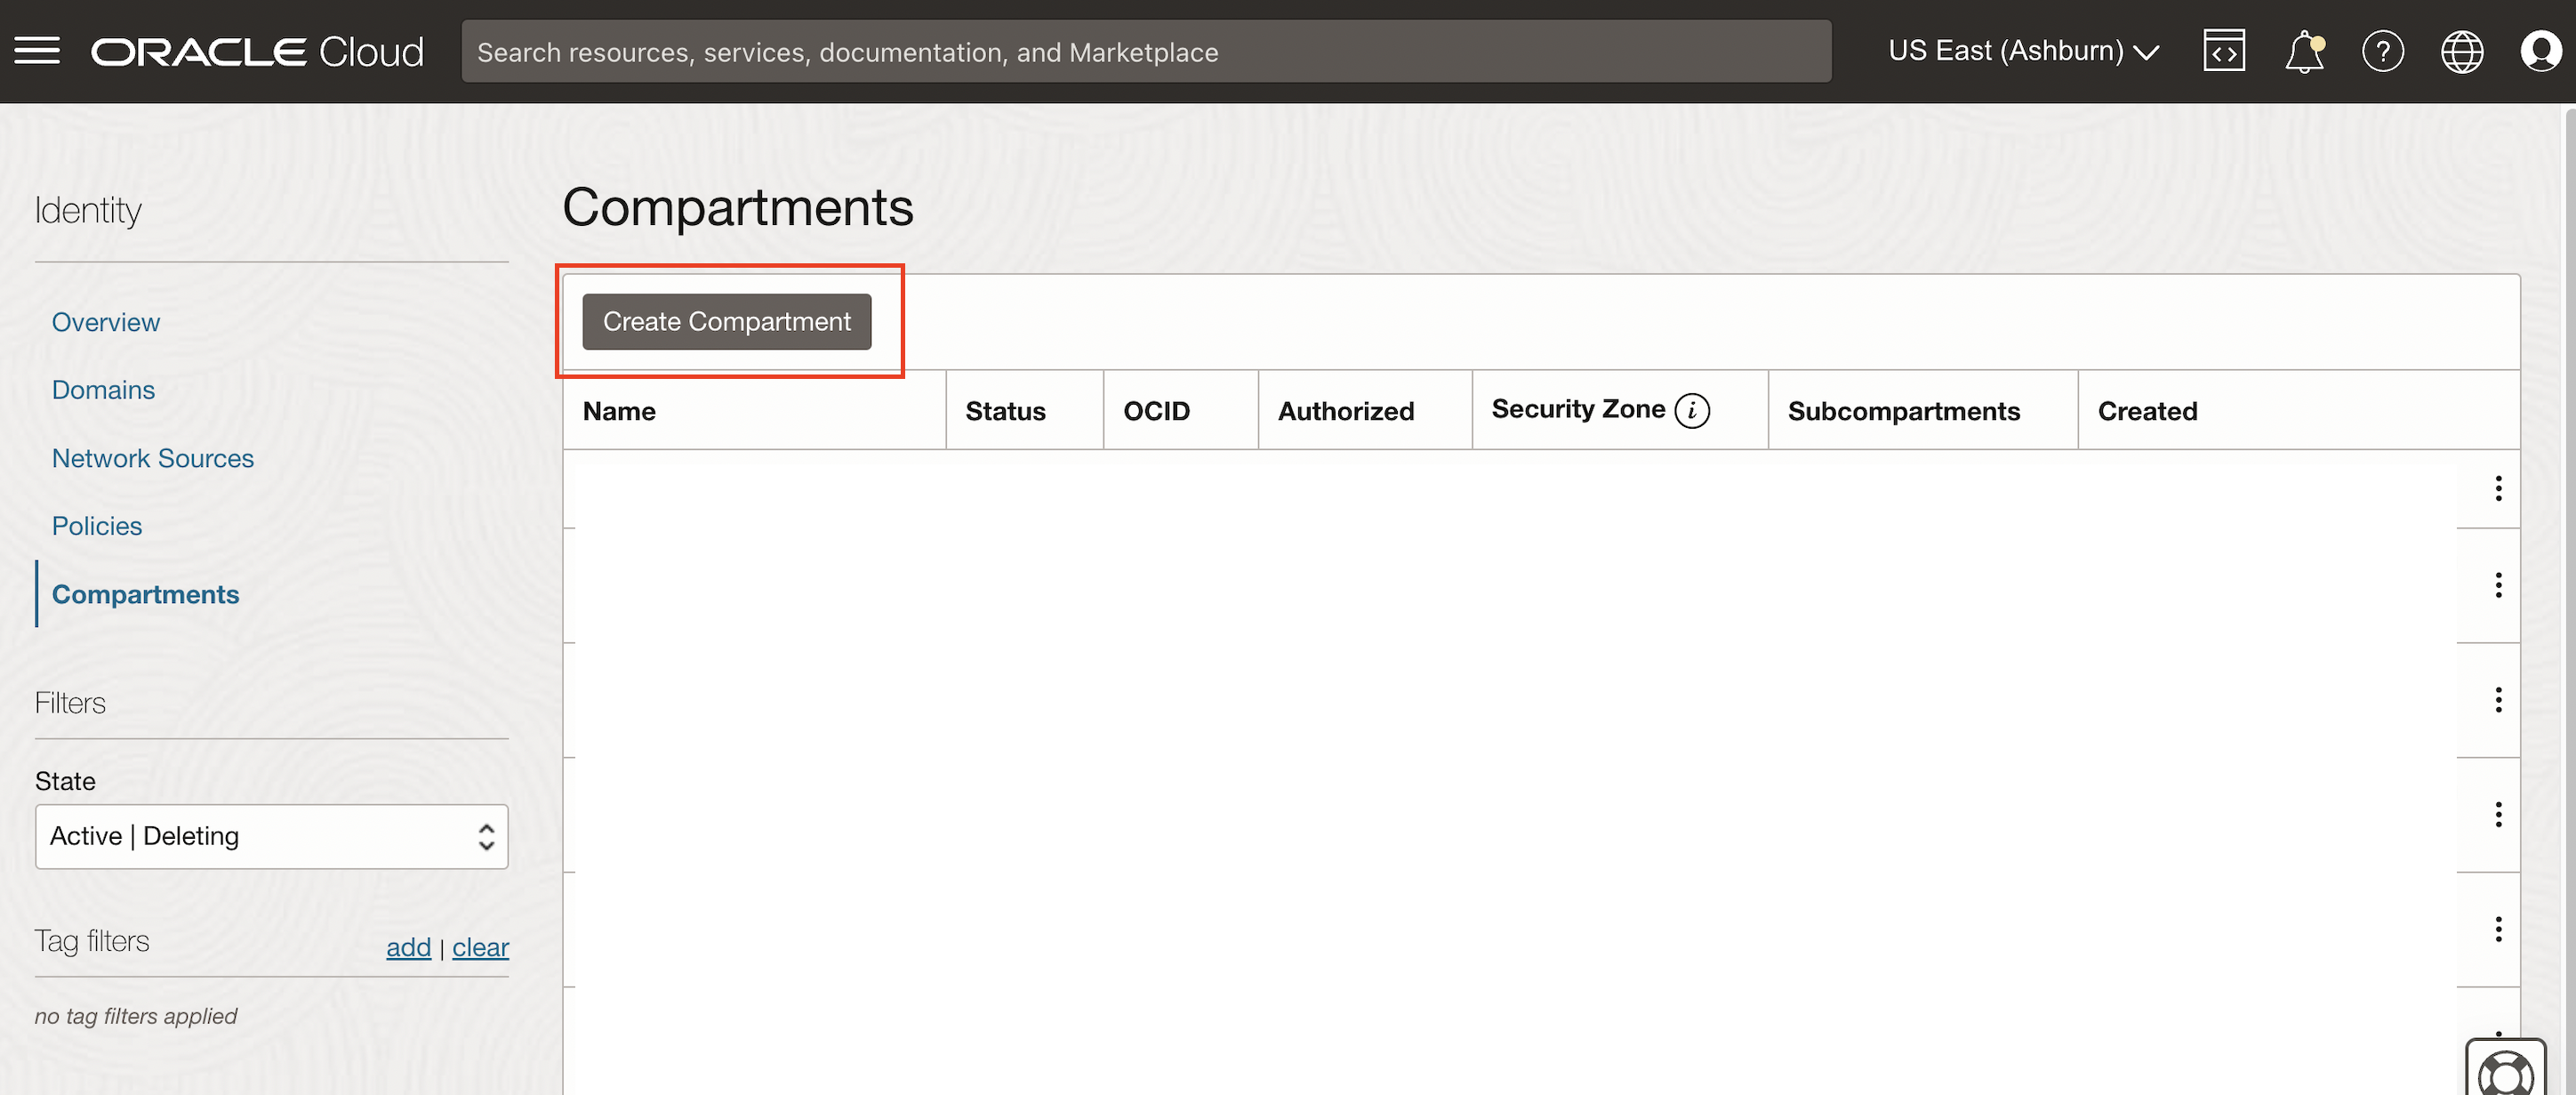 ORACLE Cloud
Search resources, services, documentation, and Marketplace
US East (Ashburn)
Identity
Overview
Domains
Network Sources
Policies
Compartments
Filters
State
Active | Deleting
Tag filters
add | clear
no tag filters applied
Compartments
Create Compartment
Name Status OCID Authorized Security Zone i Subcompartments Created